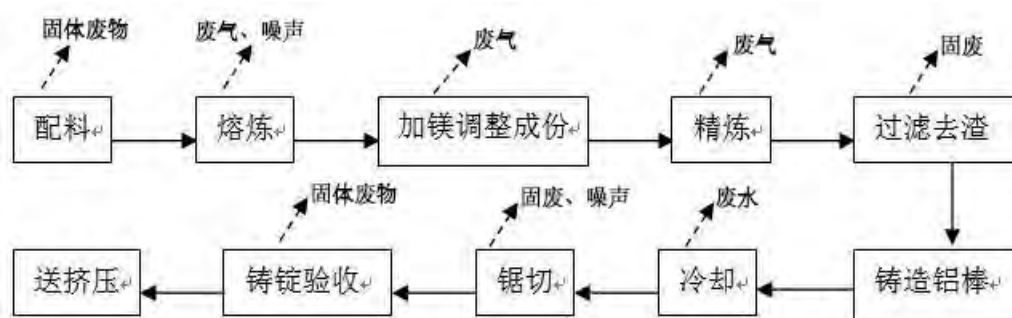 固体废物
废气、噪声
废气
废气
固废
配料
熔炼
加镁调整成份
精炼
过滤去渣
固体废物
固废、噪声
废水
送挤压
铸锭验收
锯切
冷却
铸造铝棒